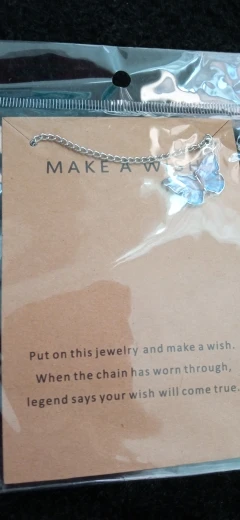 MAKE A W
Put on this jewelry and make a wish.
When the chain has worn through,
legend says your wish will come true.